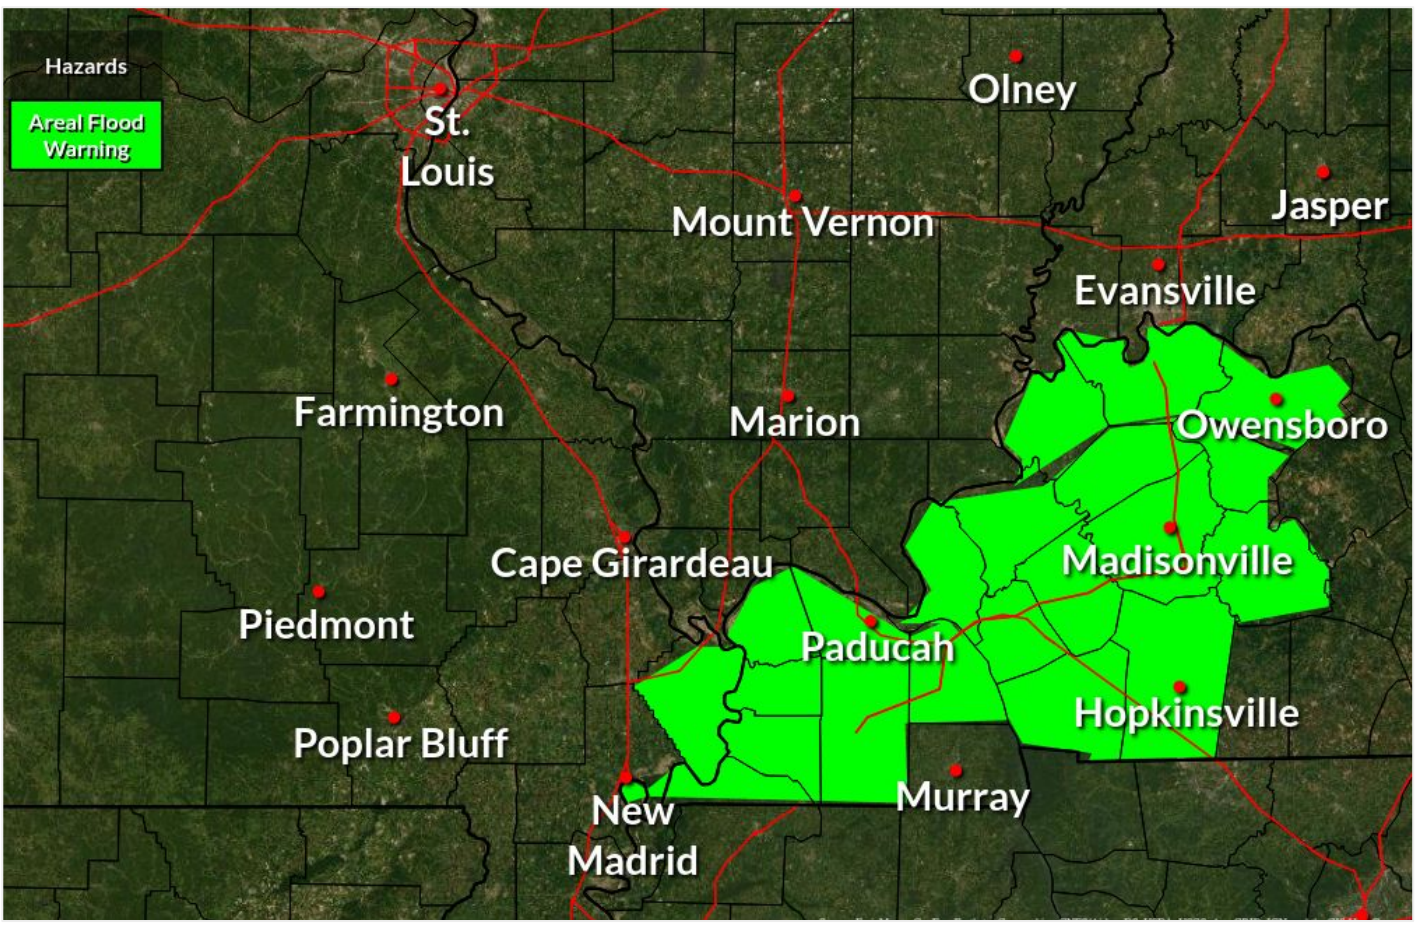 Hazards
Areal Flood
Warning
Olney
St.
Louis
Jasper
Mount Vernon
Evansville
Farmington
Marion
Owensboro
Cape Girardeau
Madisonville
Piedmont
Paducah
Hopkinsville
Poplar Bluff
Murray
New
Madrid